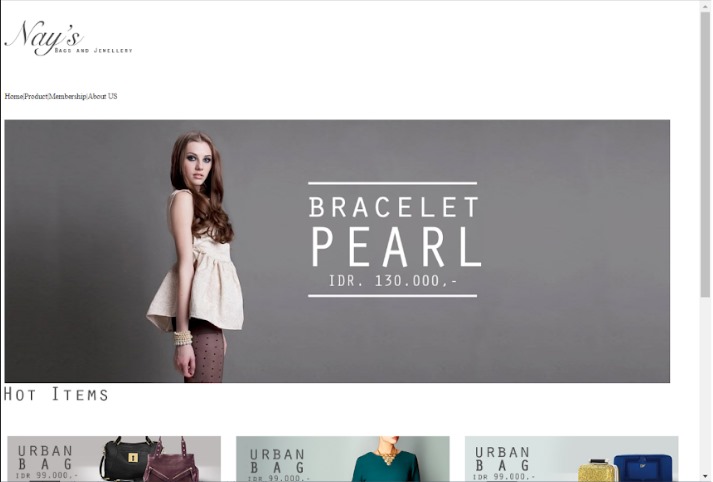 Nay's
Bags and Jewellery
Home|Product|Membership|About US
BRACELET
PEARL
IDR. 130.000,-
Hot Items
URBAN
BAG
IDR 99.000,-
URBAN
BAG
IDR 99.000,-
URBAN
BAG
IDR 99.000,-